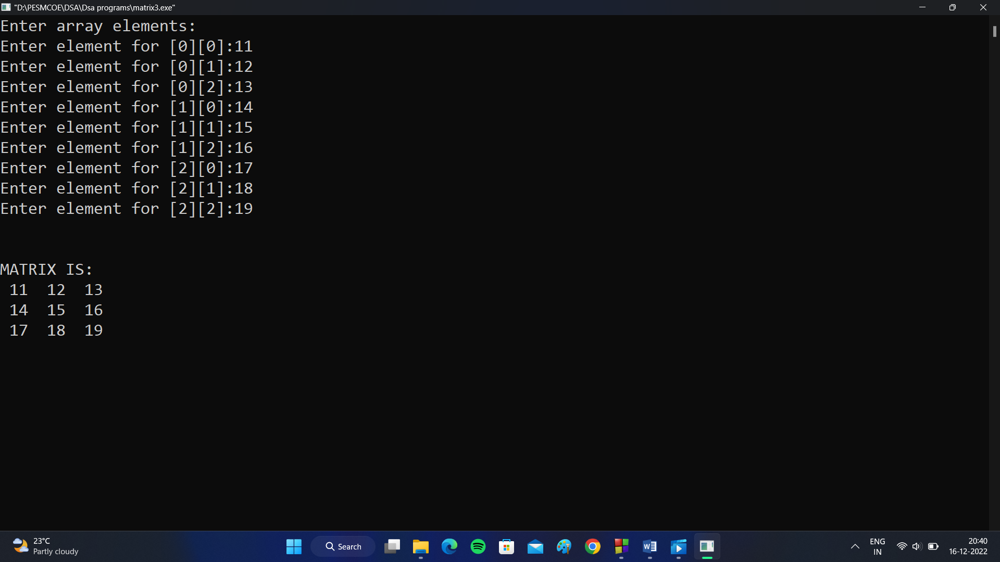 "D:\PESMCOE\DSA\Dsa programs\matrix3.exe"
Enter array elements:
Enter element for [0][0]:11
Enter element for [0][1]:12
Enter element for [0][2]:13
Enter element for [1][0]:14
Enter element for [1][1]:15
Enter element for [1][2]:16
Enter element for [2][0]:17
Enter element for [2][1]:18
Enter element for [2][2]:19
MATRIX IS:
11 12 13
14 15 16
17 18 19
23°C
Partly cloudy
Search
W
ENG
IN
20:40
16-12-2022